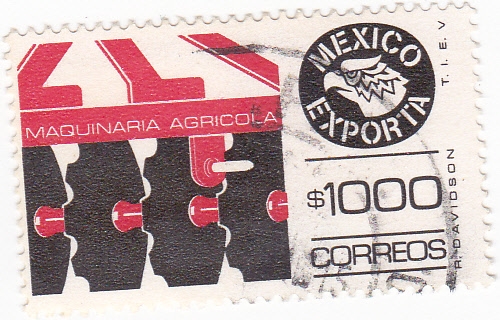 MAQUINARIA AGRICOLA
MEXICO
EXPORTA
T.I.E.V
$1000
CORREOS
R. DAVIDSON